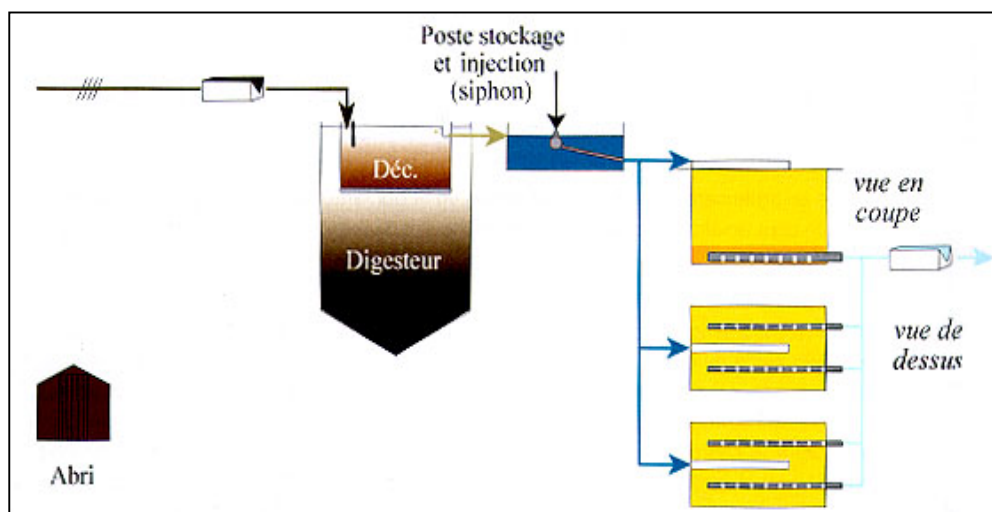 Poste stockage
et injection
(siphon)
Déc.
Digesteur
vue en
coupe
vue de
dessus
Abri